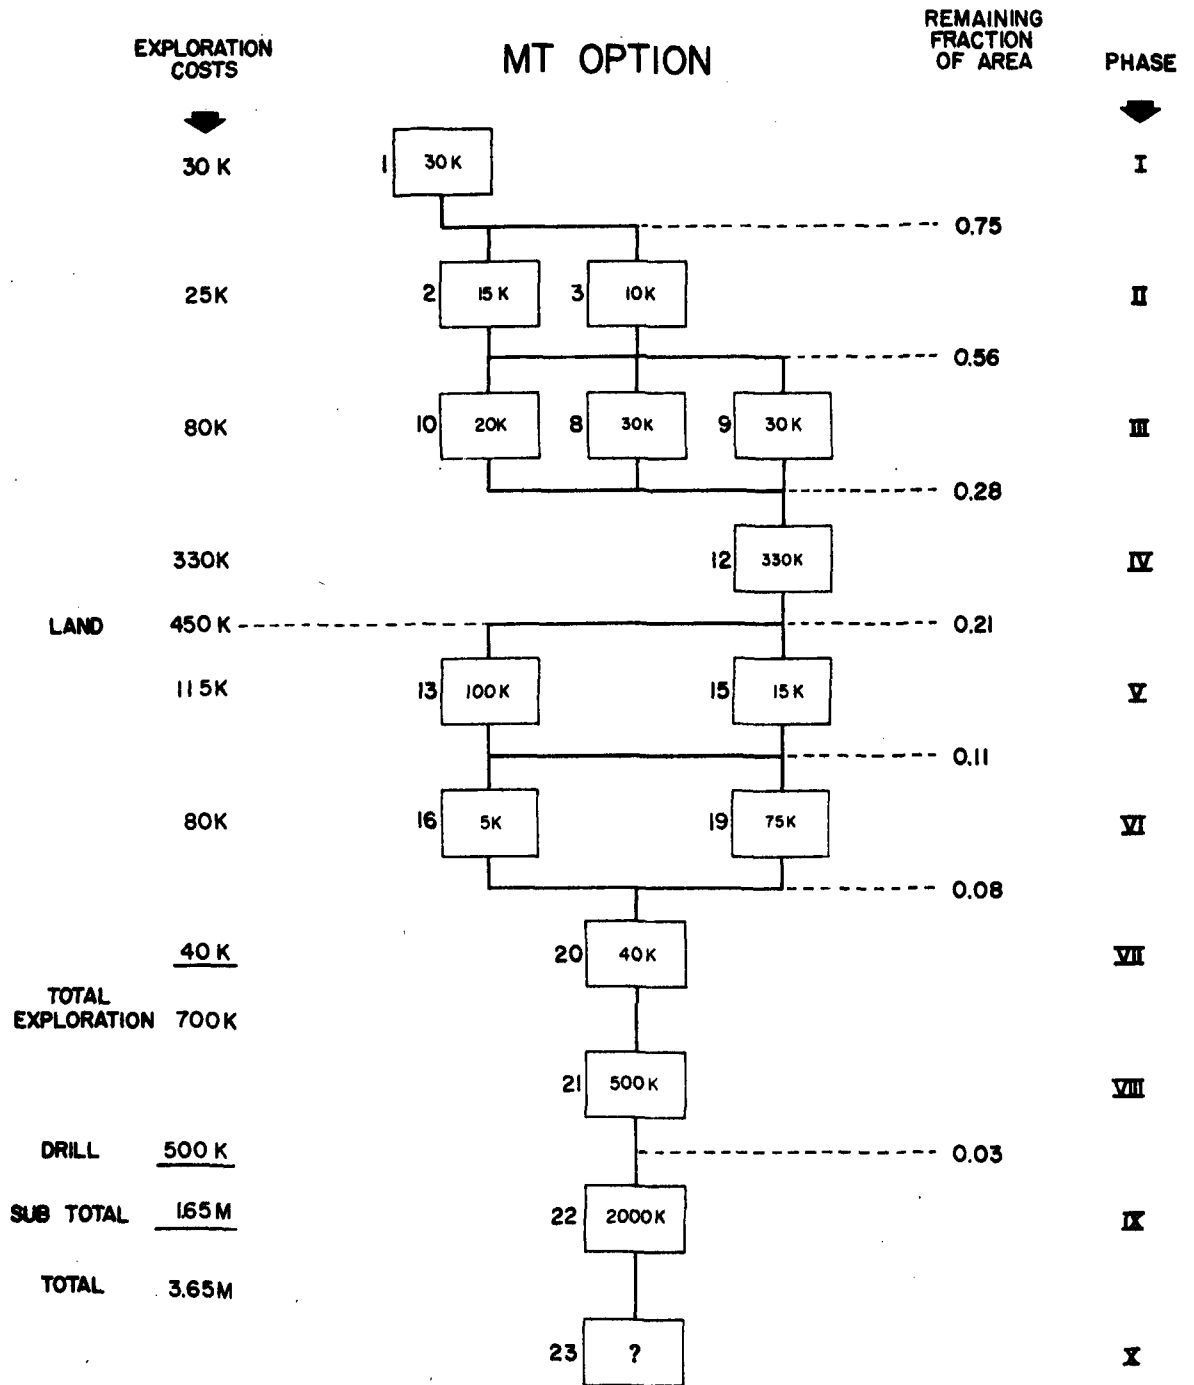 EXPLORATION
COSTS
MT OPTION
REMAINING
FRACTION
OF AREA
PHASE
30 K
1
30 K
I
0.75
25K
2
15 K
3
10K
II
0.56
80K
10
20K
8
30K
9
30 K
III
0.28
330K
12
330K
IV
LAND
450 K
0.21
115K
13
100K
15
15 K
V
0.11
80K
16
5K
19
75K
VI
0.08
40 K
20
40 K
VII
TOTAL
EXPLORATION
700K
21
500 K
VIII
DRILL
500 K
0.03
SUB TOTAL
1.65M
22
2000K
IX
TOTAL
3.65M
23
?
X